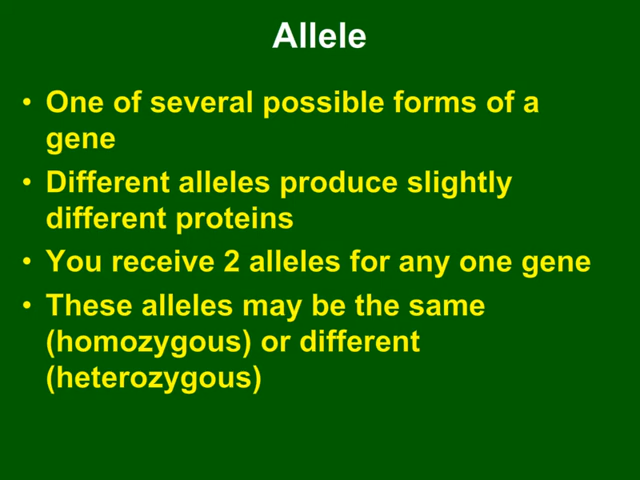 Allele
• One of several possible forms of a
gene
• Different alleles produce slightly
different proteins
• You receive 2 alleles for any one gene
• These alleles may be the same
(homozygous) or different
(heterozygous)